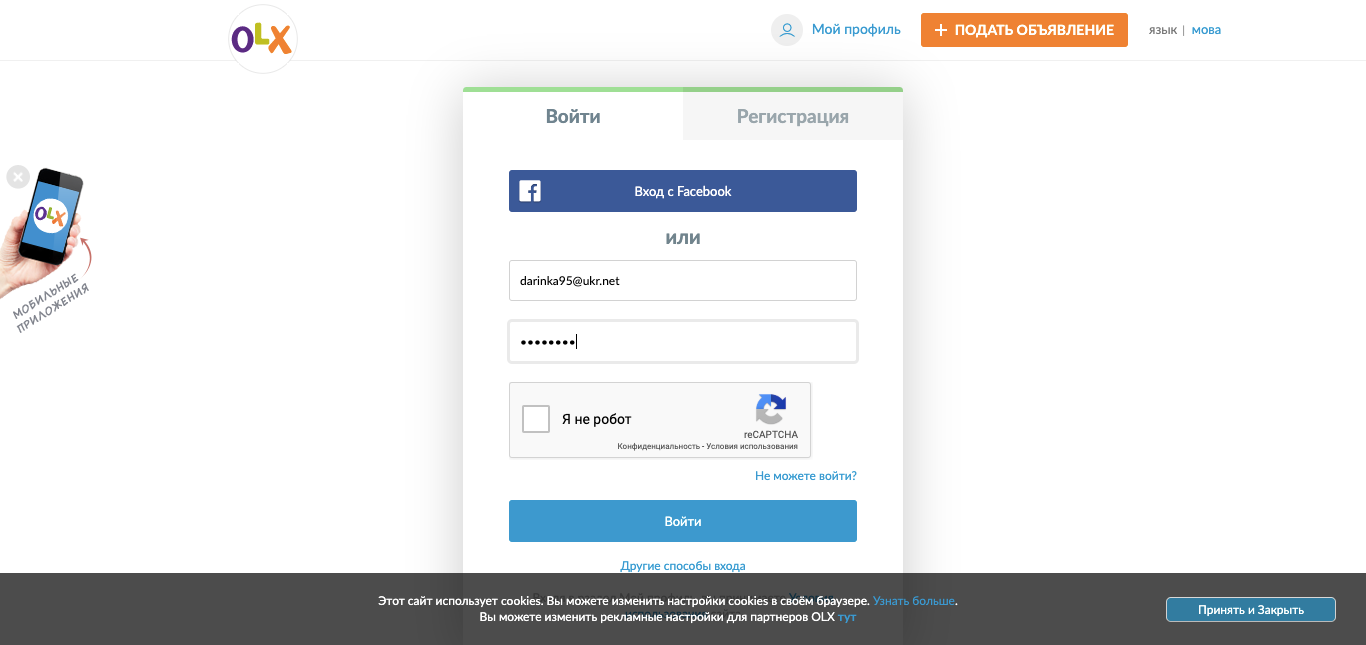 OLX
Мой профиль
+ ПОДАТЬ ОБЪЯВЛЕНИЕ
язык | мова
Войти
Регистрация
Вход с Facebook
или
darinka95@ukr.net
••••••••
Я не робот
reCAPTCHA
Конфиденциальность - Условия использования
Не можете войти?
Войти
Другие способы входа
OLX
МОБИЛЬНЫЕ
ПРИЛОЖЕНИЯ
Этот сайт использует cookies. Вы можете изменить настройки cookies в своём браузере. Узнать больше.
Вы можете изменить рекламные настройки для партнеров OLX тут
Принять и Закрыть